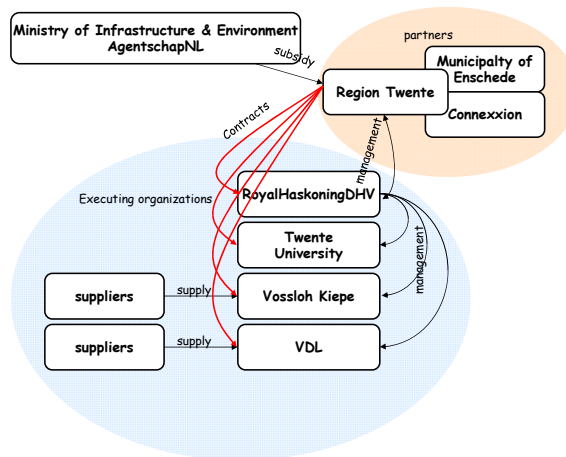 Ministry of Infrastructure & Environment
AgentschapNL
subsidy
partners
Municipalty of
Enschede
Region Twente
Connexxion
Contracts
management
Executing organizations
RoyalHaskoningDHV
Twente
University
management
suppliers
supply
Vossloh Kiepe
suppliers
supply
VDL